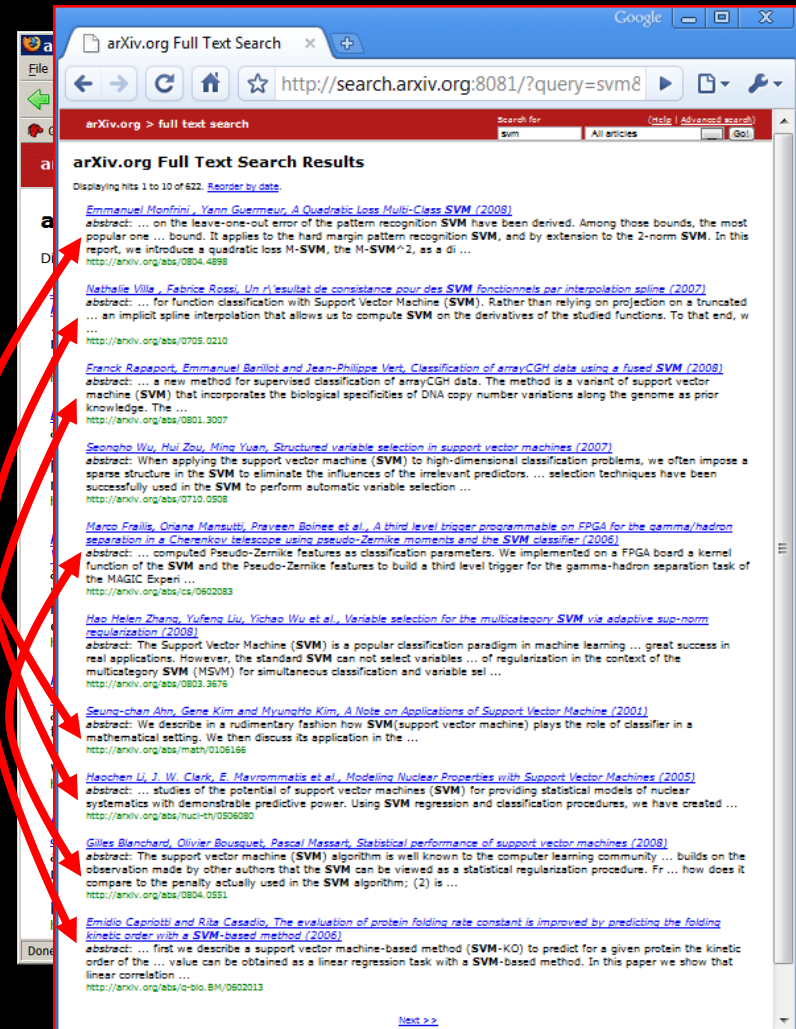 Google
arXiv.org Full Text Search
http://search.arxiv.org:8081/?query=svm8
File
arXiv.org > full text search
Search for
(Help | Advanced search)
svm
All articles
Go!
arXiv.org Full Text Search Results
Displaying hits 1 to 10 of 622. Reorder by date.
Emmanuel Monfrini , Yann Guermeur, A Quadratic Loss Multi-Class SVM (2008)
abstract: ... on the leave-one-out error of the pattern recognition SVM have been derived. Among those bounds, the most
popular one ... bound. It applies to the hard margin pattern recognition SVM, and by extension to the 2-norm SVM. In this
report, we introduce a quadratic loss M-SVM, the M-SVM^2, as a di ...
http://arxiv.org/abs/0804.4898
Nathalie Villa , Fabrice Rossi, Un r\'esultat de consistance pour des SVM fonctionnels par interpolation spline (2007)
abstract: ... for function classification with Support Vector Machine (SVM). Rather than relying on projection on a truncated
... an implicit spline interpolation that allows us to compute SVM on the derivatives of the studied functions. To that end, w
...
http://arxiv.org/abs/0705.0210
Franck Rapaport, Emmanuel Barillot and Jean-Philippe Vert, Classification of arrayCGH data using a fused SVM (2008)
abstract: ... a new method for supervised classification of arrayCGH data. The method is a variant of support vector
machine (SVM) that incorporates the biological specificities of DNA copy number variations along the genome as prior
knowledge. The ...
http://arxiv.org/abs/0801.3007
Seongho Wu, Hui Zou, Ming Yuan, Structured variable selection in support vector machines (2007)
abstract: When applying the support vector machine (SVM) to high-dimensional classification problems, we often impose a
sparse structure in the SVM to eliminate the influences of the irrelevant predictors. ... selection techniques have been
successfully used in the SVM to perform automatic variable selection ...
http://arxiv.org/abs/0710.0508
Marco Frailis, Oriana Mansutti, Praveen Boinee et al., A third level trigger programmable on FPGA for the gamma/hadron
separation in a Cherenkov telescope using pseudo-Zernike moments and the SVM classifier (2006)
abstract: ... computed Pseudo-Zernike features as classification parameters. We implemented on a FPGA board a kernel
function of the SVM and the Pseudo-Zernike features to build a third level trigger for the gamma-hadron separation task of
the MAGIC Experi ...
http://arxiv.org/abs/cs/0602083
Hao Helen Zhang, Yufeng Liu, Yichao Wu et al., Variable selection for the multicategory SVM via adaptive sup-norm
regularization (2008)
abstract: The Support Vector Machine (SVM) is a popular classification paradigm in machine learning ... great success in
real applications. However, the standard SVM can not select variables ... of regularization in the context of the
multicategory SVM (MSVM) for simultaneous classification and variable sel ...
http://arxiv.org/abs/0803.3676
Seung-chan Ahn, Gene Kim and MyungHo Kim, A Note on Applications of Support Vector Machine (2001)
abstract: We describe in a rudimentary fashion how SVM(support vector machine) plays the role of classifier in a
mathematical setting. We then discuss its application in the ...
http://arxiv.org/abs/math/0106166
Haochen Li, J. W. Clark, E. Mavrommatis et al., Modeling Nuclear Properties with Support Vector Machines (2005)
abstract: ... studies of the potential of support vector machines (SVM) for providing statistical models of nuclear
systematics with demonstrable predictive power. Using SVM regression and classification procedures, we have created ...
http://arxiv.org/abs/nucl-th/0506080
Gilles Blanchard, Olivier Bousquet, Pascal Massart, Statistical performance of support vector machines (2008)
abstract: The support vector machine (SVM) algorithm is well known to the computer learning community ... builds on the
observation made by other authors that the SVM can be viewed as a statistical regularization procedure. Fr ... how does it
compare to the penalty actually used in the SVM algorithm; (2) is ...
http://arxiv.org/abs/0804.0551
Emidio Capriotti and Rita Casadio, The evaluation of protein folding rate constant is improved by predicting the folding
kinetic order with a SVM-based method (2006)
abstract: ... first we describe a support vector machine-based method (SVM-KO) to predict for a given protein the kinetic
order of the ... value can be obtained as a linear regression task with a SVM-based method. In this paper we show that
linear correlation ...
http://arxiv.org/abs/q-bio.BM/0602013
Done
Next >>